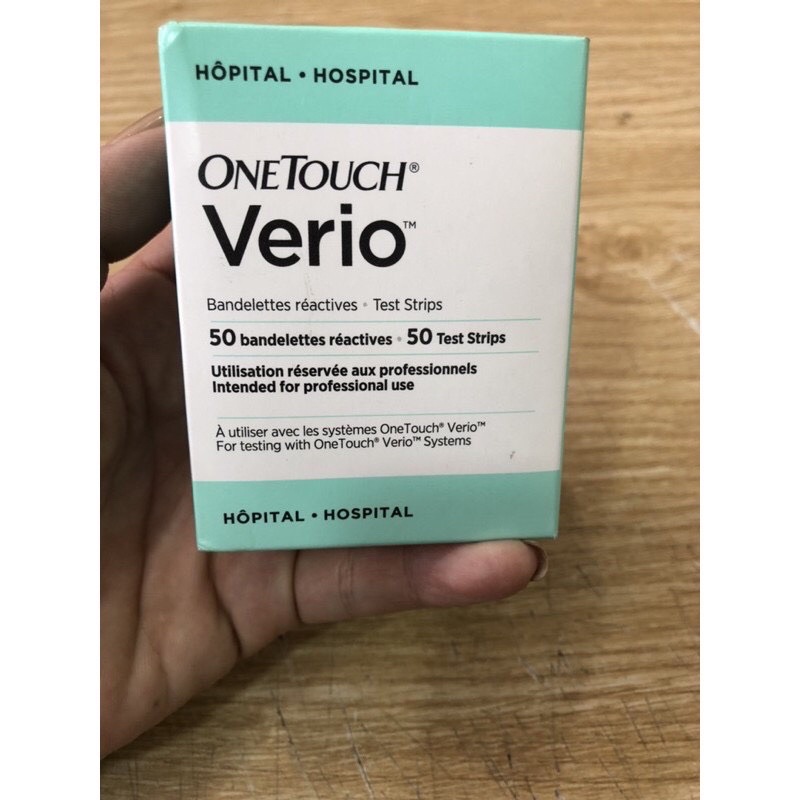 HÔPITAL • HOSPITAL
ONETOUCH®
Verio™
Bandelettes réactives • Test Strips
50 bandelettes réactives • 50 Test Strips
Utilisation réservée aux professionnels
Intended for professional use
À utiliser avec les systèmes OneTouch® Verio™
For testing with OneTouch® Verio™ Systems
HÔPITAL • HOSPITAL